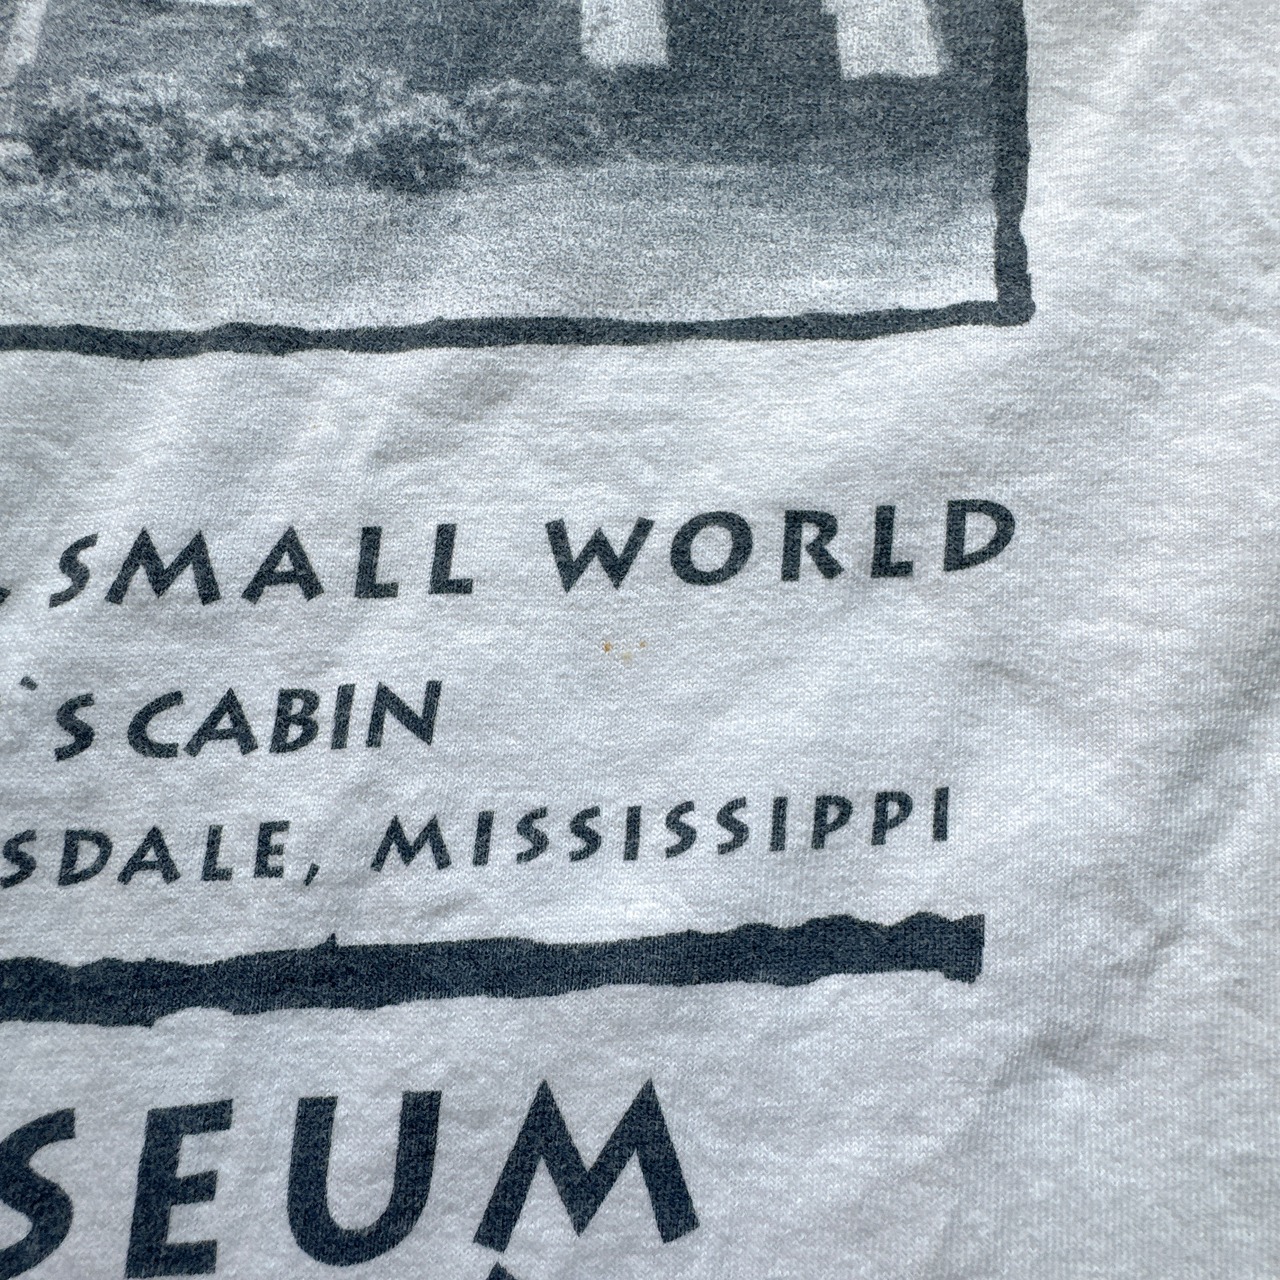 SMALL WORLD
`S CABIN
SDALE, MISSISSIPPI
SEUM